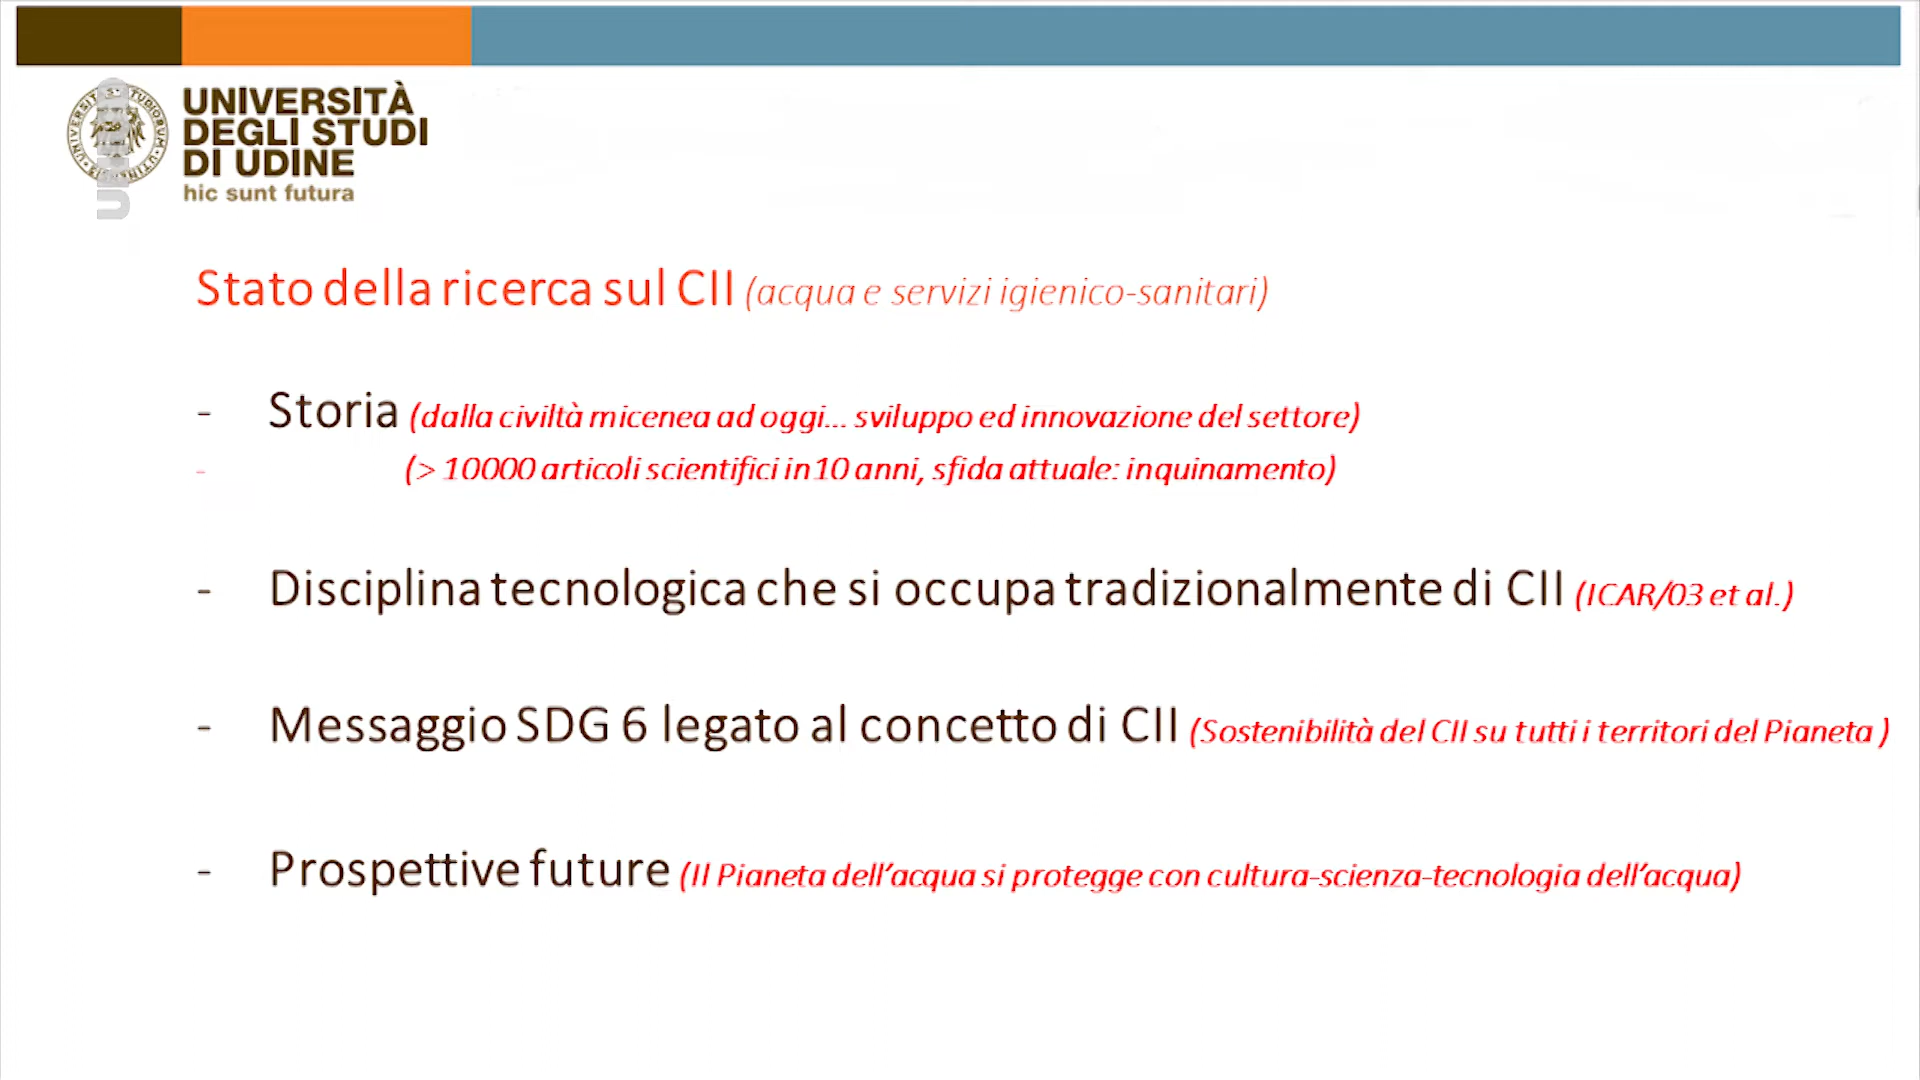 UNIVERSITÀ
DEGLI STUDI
DI UDINE
hic sunt futura
Stato della ricerca sul CII (acqua e servizi igienico-sanitari)
- Storia (dalla civiltà micenea ad oggi... sviluppo ed innovazione del settore)
- (> 10000 articoli scientifici in 10 anni, sfida attuale: inquinamento)
- Disciplina tecnologica che si occupa tradizionalmente di CII (ICAR/03 et al.)
- Messaggio SDG 6 legato al concetto di CII (Sostenibilità del CII su tutti i territori del Pianeta )
- Prospettive future (Il Pianeta dell’acqua si protegge con cultura-scienza-tecnologia dell’acqua)